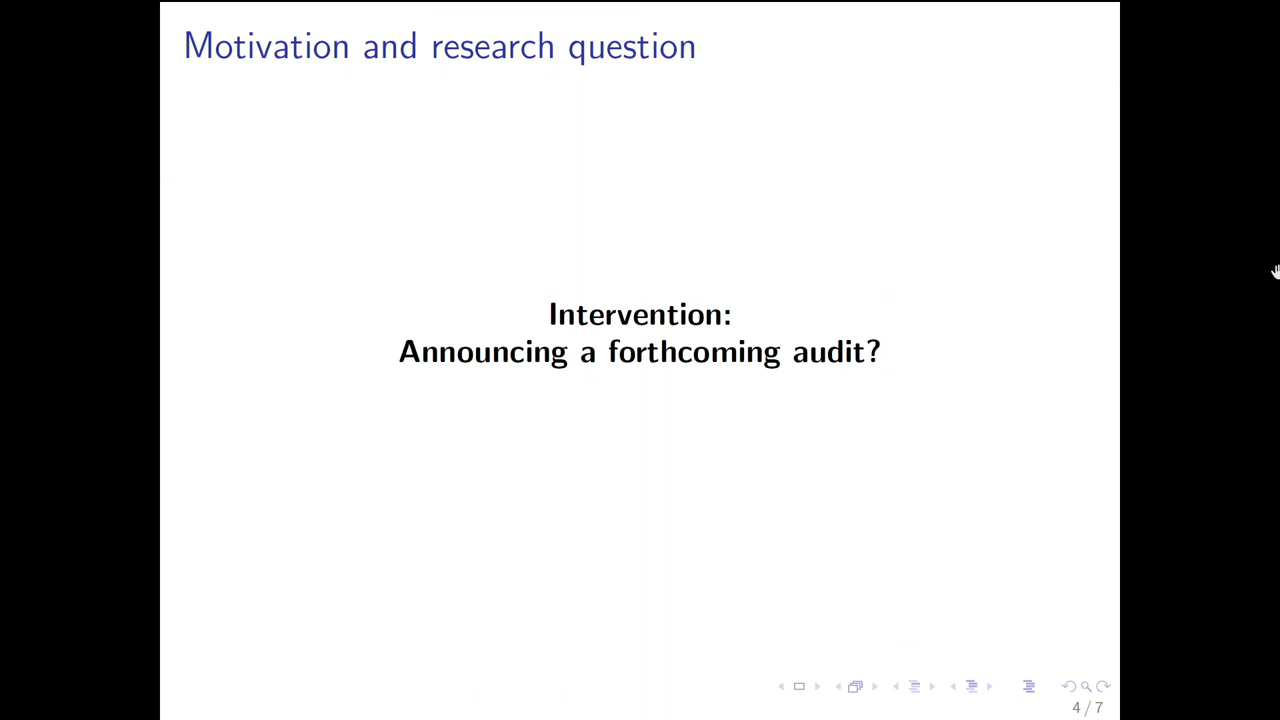 Motivation and research question
Intervention:
Announcing a forthcoming audit?
4 / 7